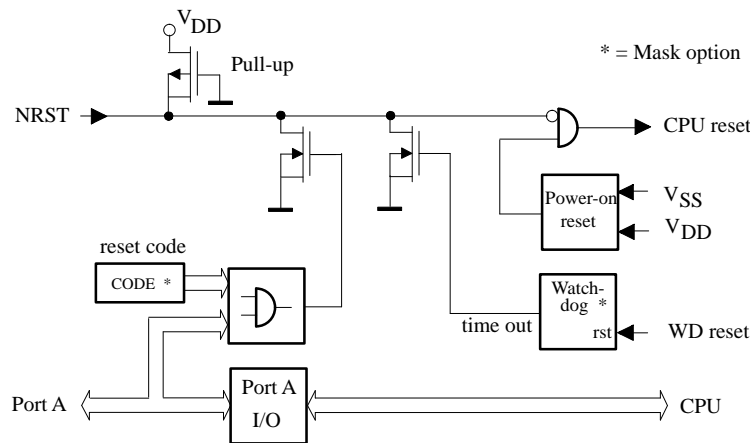 VDD
Pull-up
* = Mask option
NRST
CPU reset
Power-on
reset
VSS
VDD
reset code
CODE *
Watch-
dog *
rst
time out
WD reset
Port A
Port A
I/O
CPU